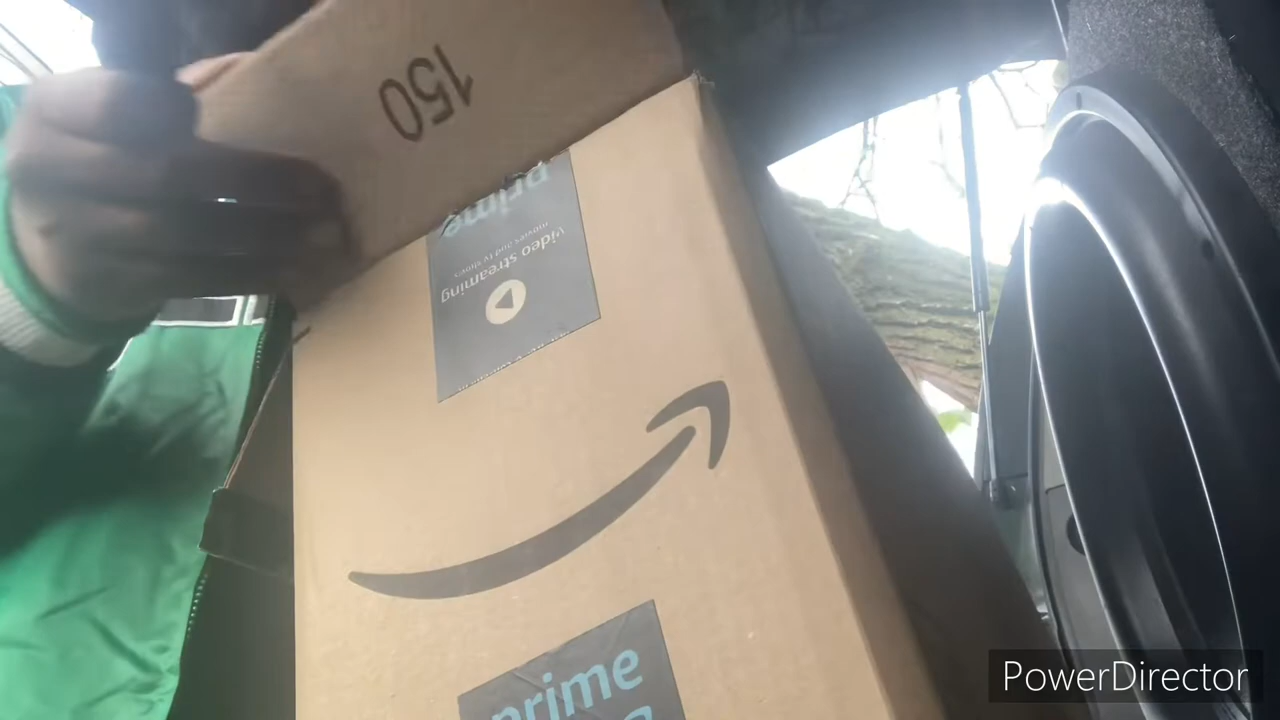 150
prime
video streaming
movies and tv shows
prime
PowerDirector